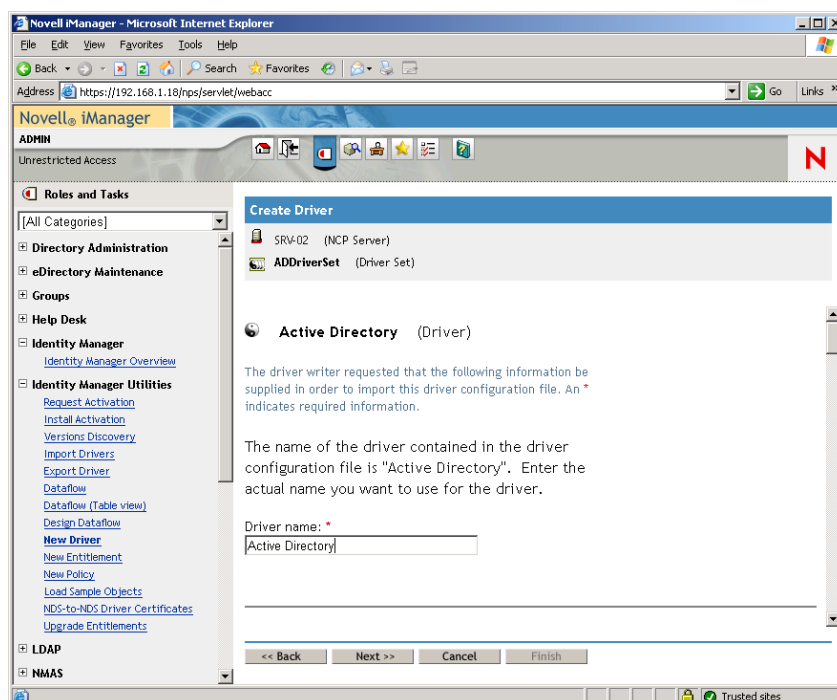 Novell iManager - Microsoft Internet Explorer
File Edit View Favorites Tools Help
Back Search Favorites
Address https://192.168.1.18/nps/servlet/webacc Go Links »
Novell® iManager
ADMIN
Unrestricted Access
N
Roles and Tasks
[All Categories]
Directory Administration
eDirectory Maintenance
Groups
Help Desk
Identity Manager
Identity Manager Overview
Identity Manager Utilities
Request Activation
Install Activation
Versions Discovery
Import Drivers
Export Driver
Dataflow
Dataflow (Table view)
Design Dataflow
New Driver
New Entitlement
New Policy
Load Sample Objects
NDS-to-NDS Driver Certificates
Upgrade Entitlements
LDAP
NMAS
Create Driver
SRV-02 (NCP Server)
ADDriverSet (Driver Set)
Active Directory (Driver)
The driver writer requested that the following information be
supplied in order to import this driver configuration file. An *
indicates required information.
The name of the driver contained in the driver
configuration file is "Active Directory". Enter the
actual name you want to use for the driver.
Driver name: *
Active Directory
<< Back Next >> Cancel Finish
Trusted sites